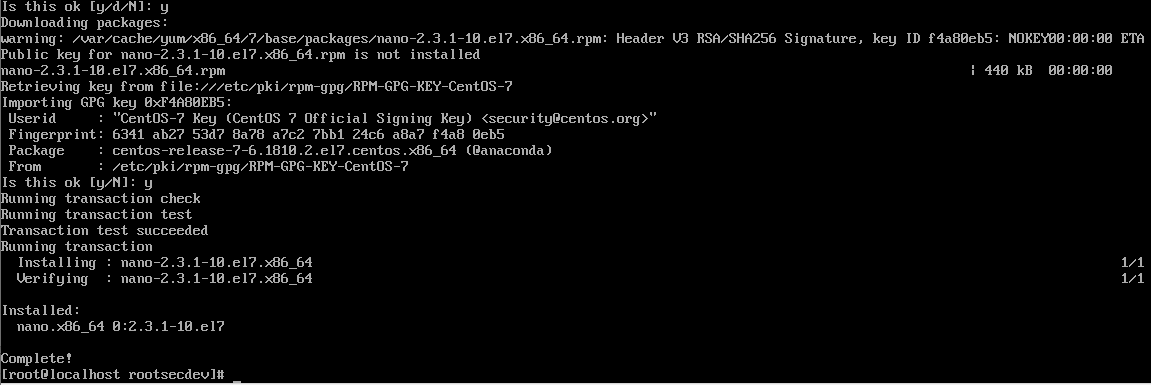 Is this ok [y/d/N]: y
Downloading packages:
warning: /var/cache/yum/x86_64/7/base/packages/nano-2.3.1-10.el7.x86_64.rpm: Header V3 RSA/SHA256 Signature, key ID f4a80eb5: NOKEY00:00:00 ETA
Public key for nano-2.3.1-10.el7.x86_64.rpm is not installed
nano-2.3.1-10.el7.x86_64.rpm | 440 kB 00:00:00
Retrieving key from file:///etc/pki/rpm-gpg/RPM-GPG-KEY-CentOS-7
Importing GPG key 0xF4A80EB5:
 Userid : "CentOS-7 Key (CentOS 7 Official Signing Key) <security@centos.org>"
 Fingerprint: 6341 ab27 53d7 8a78 a7c2 7bb1 24c6 a8a7 f4a8 0eb5
 Package : centos-release-7-6.1810.2.el7.centos.x86_64 (@anaconda)
 From : /etc/pki/rpm-gpg/RPM-GPG-KEY-CentOS-7
Is this ok [y/N]: y
Running transaction check
Running transaction test
Transaction test succeeded
Running transaction
  Installing : nano-2.3.1-10.el7.x86_64 1/1
  Verifying : nano-2.3.1-10.el7.x86_64 1/1
Installed:
  nano.x86_64 0:2.3.1-10.el7
Complete!
[root@localhost rootsecdev]# _